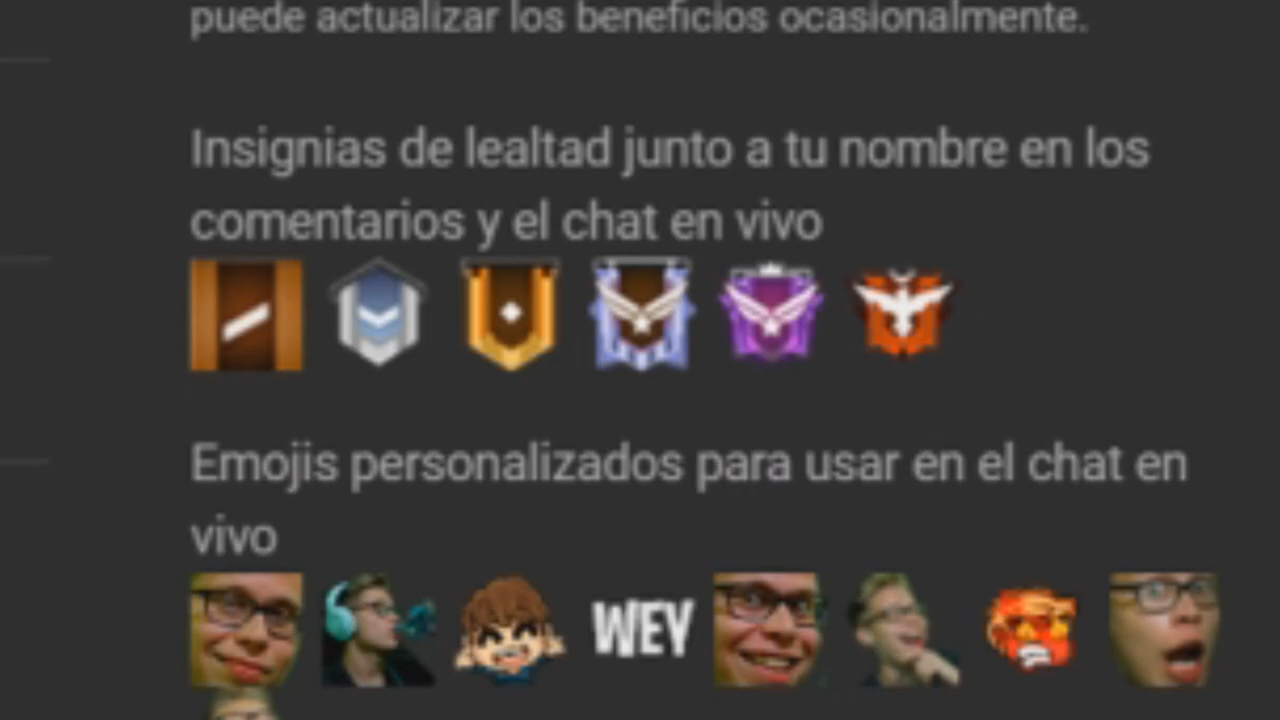 puede actualizar los beneficios ocasionalmente.
Insignias de lealtad junto a tu nombre en los
comentarios y el chat en vivo
Emojis personalizados para usar en el chat en
vivo
WEY